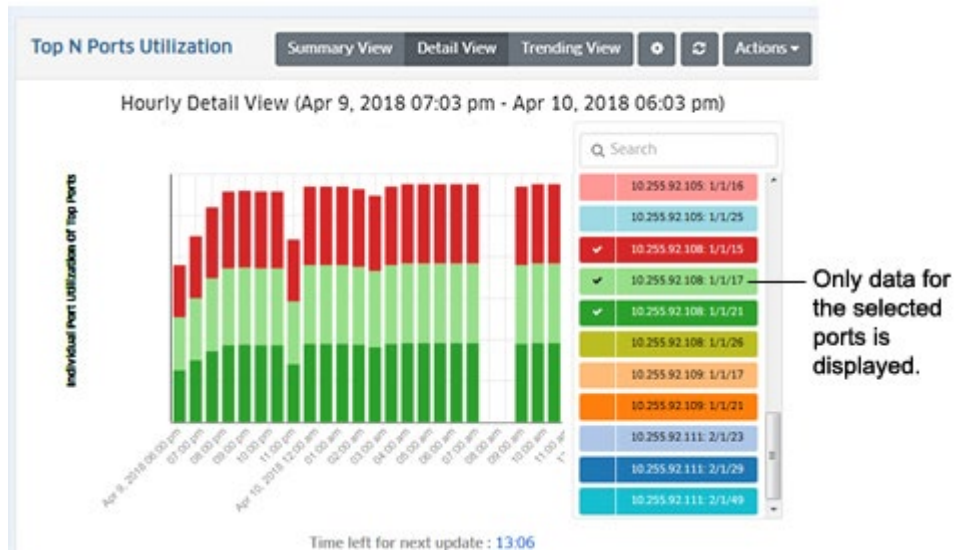 Top N Ports Utilization
Summary View
Detail View
Trending View
Actions
Hourly Detail View (Apr 9, 2018 07:03 pm - Apr 10, 2018 06:03 pm)
Individual Port Utilization of Top Ports
Search
10.255.92.105: 1/1/16
10.255.92.105: 1/1/25
10.255.92.108: 1/1/15
10.255.92.108: 1/1/17
10.255.92.108: 1/1/21
10.255.92.108: 1/1/26
10.255.92.109: 1/1/17
10.255.92.109: 1/1/21
10.255.92.111: 2/1/23
10.255.92.111: 2/1/29
10.255.92.111: 2/1/49
Only data for
the selected
ports is
displayed.
Apr 9, 2018 06:00 pm
07:00 pm
08:00 pm
09:00 pm
10:00 pm
11:00 pm
Apr 10, 2018 12:00 am
01:00 am
02:00 am
03:00 am
04:00 am
05:00 am
06:00 am
07:00 am
08:00 am
09:00 am
10:00 am
11:00 am
Time left for next update : 13:06